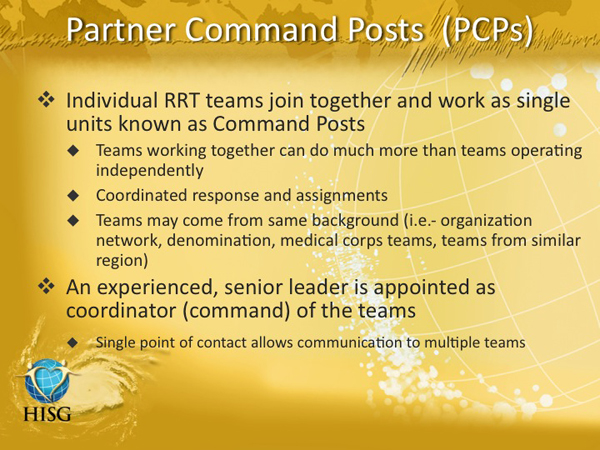 Partner Command Posts (PCPs)
❖ Individual RRT teams join together and work as single
units known as Command Posts
◆ Teams working together can do much more than teams operating
independently
◆ Coordinated response and assignments
◆ Teams may come from same background (i.e.- organization
network, denomination, medical corps teams, teams from similar
region)
❖ An experienced, senior leader is appointed as
coordinator (command) of the teams
◆ Single point of contact allows communication to multiple teams
HISG